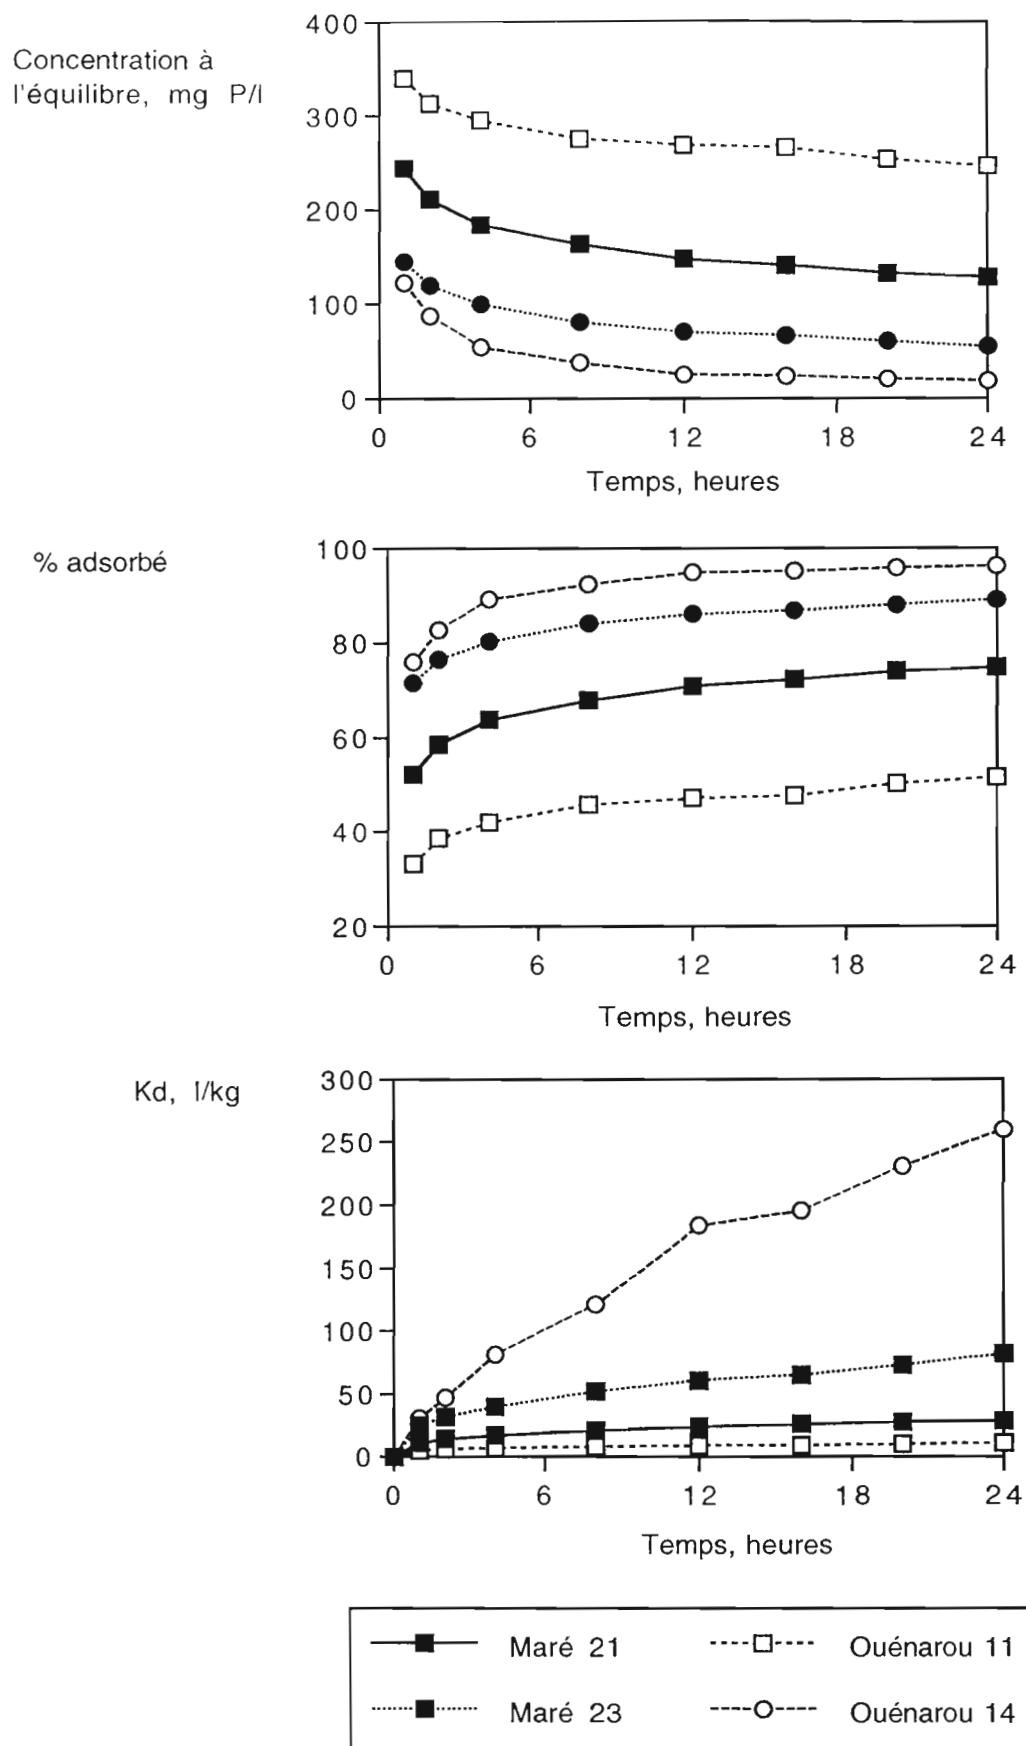 Concentration à
l'équilibre, mg P/l
400
300
200
100
0
0 6 12 18 24
Temps, heures
% adsorbé
100
80
60
40
20
0 6 12 18 24
Temps, heures
Kd, l/kg
300
250
200
150
100
50
0
0 6 12 18 24
Temps, heures
Maré 21 Ouénarou 11
Maré 23 Ouénarou 14